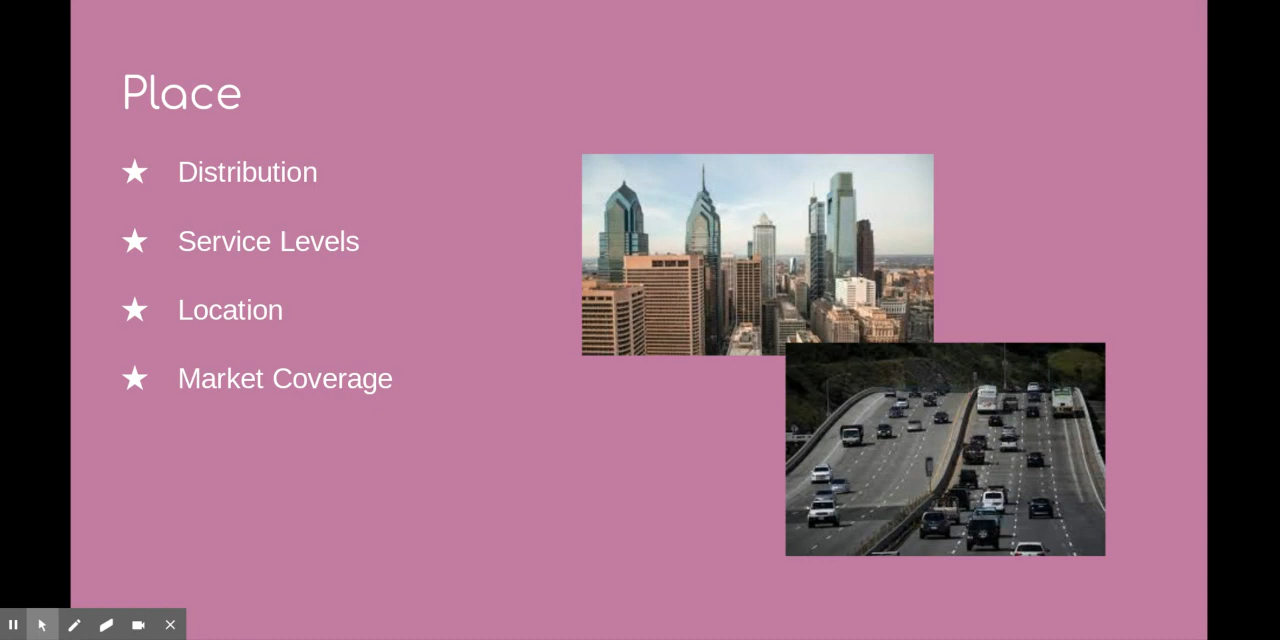 Place
Distribution
Service Levels
Location
Market Coverage